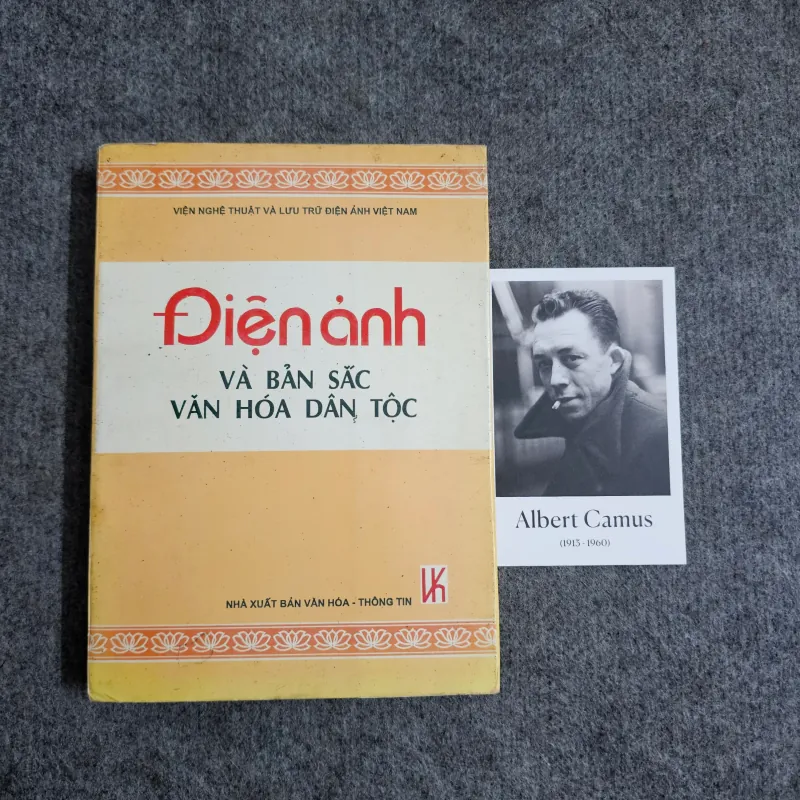 VIỆN NGHỆ THUẬT VÀ LƯU TRỮ ĐIỆN ẢNH VIỆT NAM
Điện ảnh
VÀ BẢN SẮC
VĂN HÓA DÂN TỘC
NHÀ XUẤT BẢN VĂN HÓA - THÔNG TIN
VH
Albert Camus
(1913 - 1960)